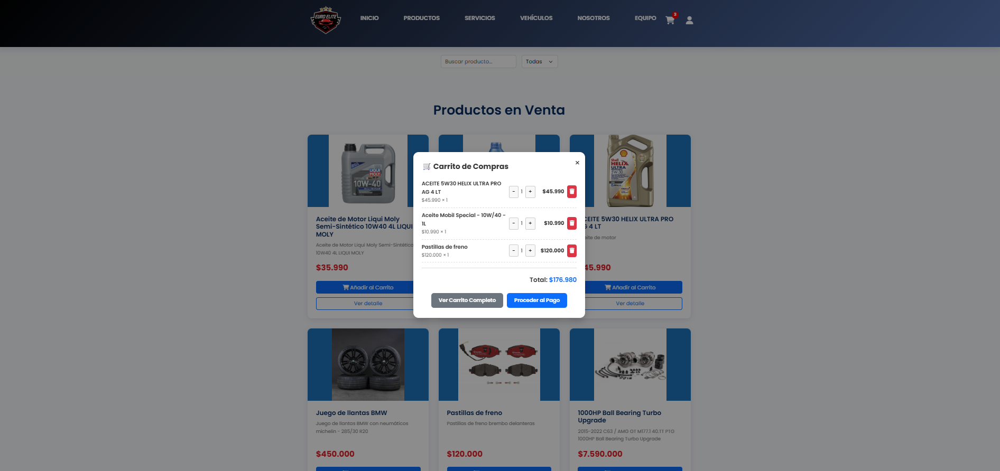 EURO ELITE
INICIO
PRODUCTOS
SERVICIOS
VEHÍCULOS
NOSOTROS
EQUIPO
3
Buscar producto...
Todas
Productos en Venta
LIQUI
MOLY
10W-40
Shell
HELIX
ULTRA
5W-30
🛒 Carrito de Compras
×
ACEITE 5W30 HELIX ULTRA PRO
AG 4 LT
$45.990 × 1
- 1 + $45.990
Aceite Mobil Special - 10W/40 -
1L
$10.990 × 1
- 1 + $10.990
Pastillas de freno
$120.000 × 1
- 1 + $120.000
Total: $176.980
Ver Carrito Completo
Proceder al Pago
Aceite de Motor Liqui Moly
Semi-Sintético 10W40 4L LIQUI
MOLY
Aceite de Motor Liqui Moly Semi-Sintético
10W40 4L LIQUI MOLY
$35.990
Añadir al Carrito
Ver detalle
CEITE 5W30 HELIX ULTRA PRO
G 4 LT
eite de motor
45.990
Añadir al Carrito
Ver detalle
Juego de llantas BMW
Juego de llantas BMW con neumáticos
michelin - 285/30 R20
$450.000
Pastillas de freno
Pastillas de freno brembo delanteras
$120.000
1000HP Ball Bearing Turbo
Upgrade
2015-2022 C63 / AMG GT M177.1 40.TT PTG
1000HP Ball Bearing Turbo Upgrade
$7.590.000